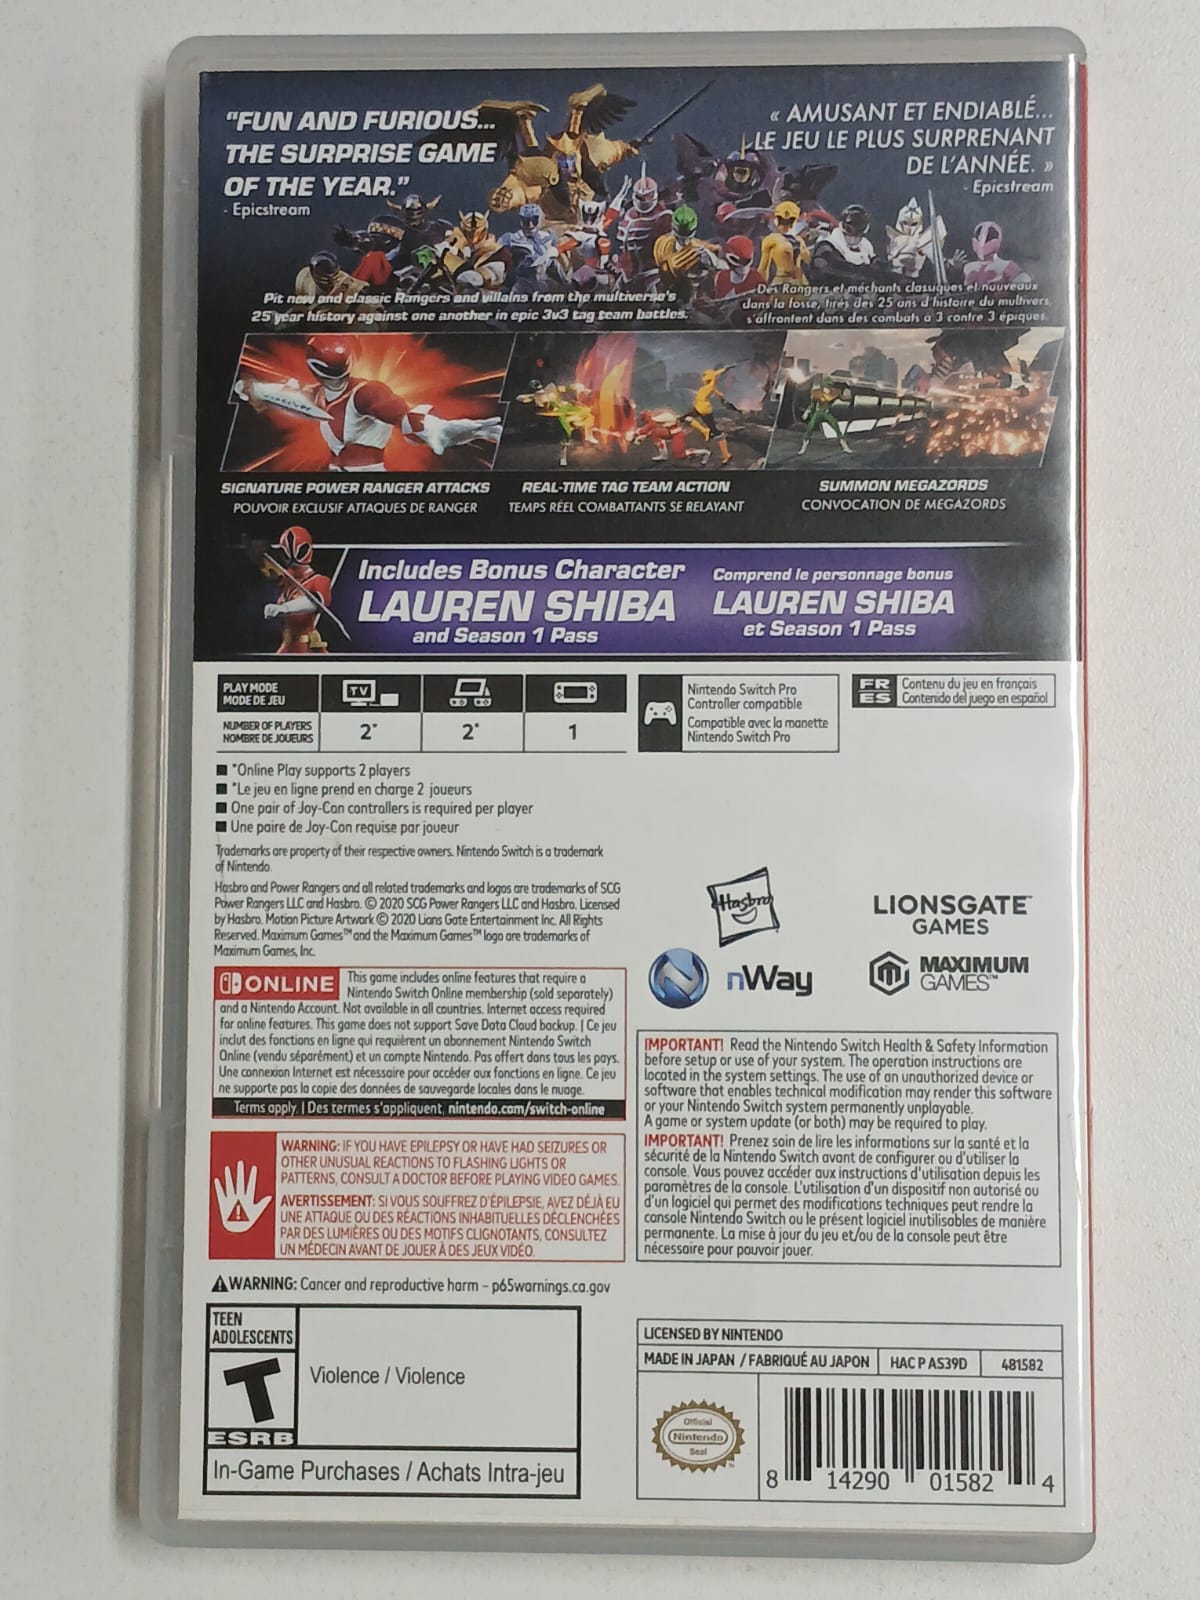 "FUN AND FURIOUS...
THE SURPRISE GAME
OF THE YEAR."
- Epicstream
« AMUSANT ET ENDIABLÉ...
LE JEU LE PLUS SURPRENANT
DE L'ANNÉE. »
- Epicstream
Pit new and classic Rangers and villains from the multiverse's
25 year history against one another in epic 3v3 tag team battles.
Des Rangers et méchants classiques et nouveaux
dans la fosse, tirés des 25 ans d'histoire du multivers,
s'affrontent dans des combats à 3 contre 3 épiques.
SIGNATURE POWER RANGER ATTACKS
POUVOIR EXCLUSIF ATTAQUES DE RANGER
REAL-TIME TAG TEAM ACTION
TEMPS RÉEL COMBATTANTS SE RELAYANT
SUMMON MEGAZORDS
CONVOCATION DE MEGAZORDS
Includes Bonus Character
LAUREN SHIBA
and Season 1 Pass
Comprend le personnage bonus
LAUREN SHIBA
et Season 1 Pass
PLAY MODE
MODE DE JEU
TV
NUMBER OF PLAYERS
NOMBRE DE JOUEURS
2*
2*
1
Nintendo Switch Pro
Controller compatible
Compatible avec la manette
Nintendo Switch Pro
FR Contenu du jeu en français
ES Contenido del juego en español
■ *Online Play supports 2 players
■ *Le jeu en ligne prend en charge 2 joueurs
■ One pair of Joy-Con controllers is required per player
■ Une paire de Joy-Con requise par joueur
Trademarks are property of their respective owners. Nintendo Switch is a trademark
of Nintendo.
Hasbro and Power Rangers and all related trademarks and logos are trademarks of SCG
Power Rangers LLC and Hasbro. © 2020 SCG Power Rangers LLC and Hasbro. Licensed
by Hasbro. Motion Picture Artwork © 2020 Lions Gate Entertainment Inc. All Rights
Reserved. Maximum Games™ and the Maximum Games™ logo are trademarks of
Maximum Games, Inc.
Hasbro
LIONSGATE™
GAMES
N nWay
MAXIMUM
GAMES™
ONLINE This game includes online features that require a
Nintendo Switch Online membership (sold separately)
and a Nintendo Account. Not available in all countries. Internet access required
for online features. This game does not support Save Data Cloud backup. | Ce jeu
inclut des fonctions en ligne qui requièrent un abonnement Nintendo Switch
Online (vendu séparément) et un compte Nintendo. Pas offert dans tous les pays.
Une connexion Internet est nécessaire pour accéder aux fonctions en ligne. Ce jeu
ne supporte pas la copie des données de sauvegarde locales dans le nuage.
Terms apply. | Des termes s'appliquent. nintendo.com/switch-online
WARNING: IF YOU HAVE EPILEPSY OR HAVE HAD SEIZURES OR
OTHER UNUSUAL REACTIONS TO FLASHING LIGHTS OR
PATTERNS, CONSULT A DOCTOR BEFORE PLAYING VIDEO GAMES.
AVERTISSEMENT: SI VOUS SOUFFREZ D'ÉPILEPSIE, AVEZ DÉJÀ EU
UNE ATTAQUE OU DES RÉACTIONS INHABITUELLES DÉCLENCHÉES
PAR DES LUMIÈRES OU DES MOTIFS CLIGNOTANTS, CONSULTEZ
UN MÉDECIN AVANT DE JOUER À DES JEUX VIDÉO.
IMPORTANT! Read the Nintendo Switch Health & Safety Information
before setup or use of your system. The operation instructions are
located in the system settings. The use of an unauthorized device or
software that enables technical modification may render this software
or your Nintendo Switch system permanently unplayable.
A game or system update (or both) may be required to play.
IMPORTANT! Prenez soin de lire les informations sur la santé et la
sécurité de la Nintendo Switch avant de configurer ou d'utiliser la
console. Vous pouvez accéder aux instructions d'utilisation depuis les
paramètres de la console. L'utilisation d'un dispositif non autorisé ou
d'un logiciel qui permet des modifications techniques peut rendre la
console Nintendo Switch ou le présent logiciel inutilisables de manière
permanente. La mise à jour du jeu et/ou de la console peut être
nécessaire pour pouvoir jouer.
WARNING: Cancer and reproductive harm – p65warnings.ca.gov
TEEN
ADOLESCENTS
T
ESRB
Violence / Violence
In-Game Purchases / Achats Intra-jeu
LICENSED BY NINTENDO
MADE IN JAPAN / FABRIQUÉ AU JAPON
HAC P AS39D
481582
Official
Nintendo
Seal
8 14290 01582 4